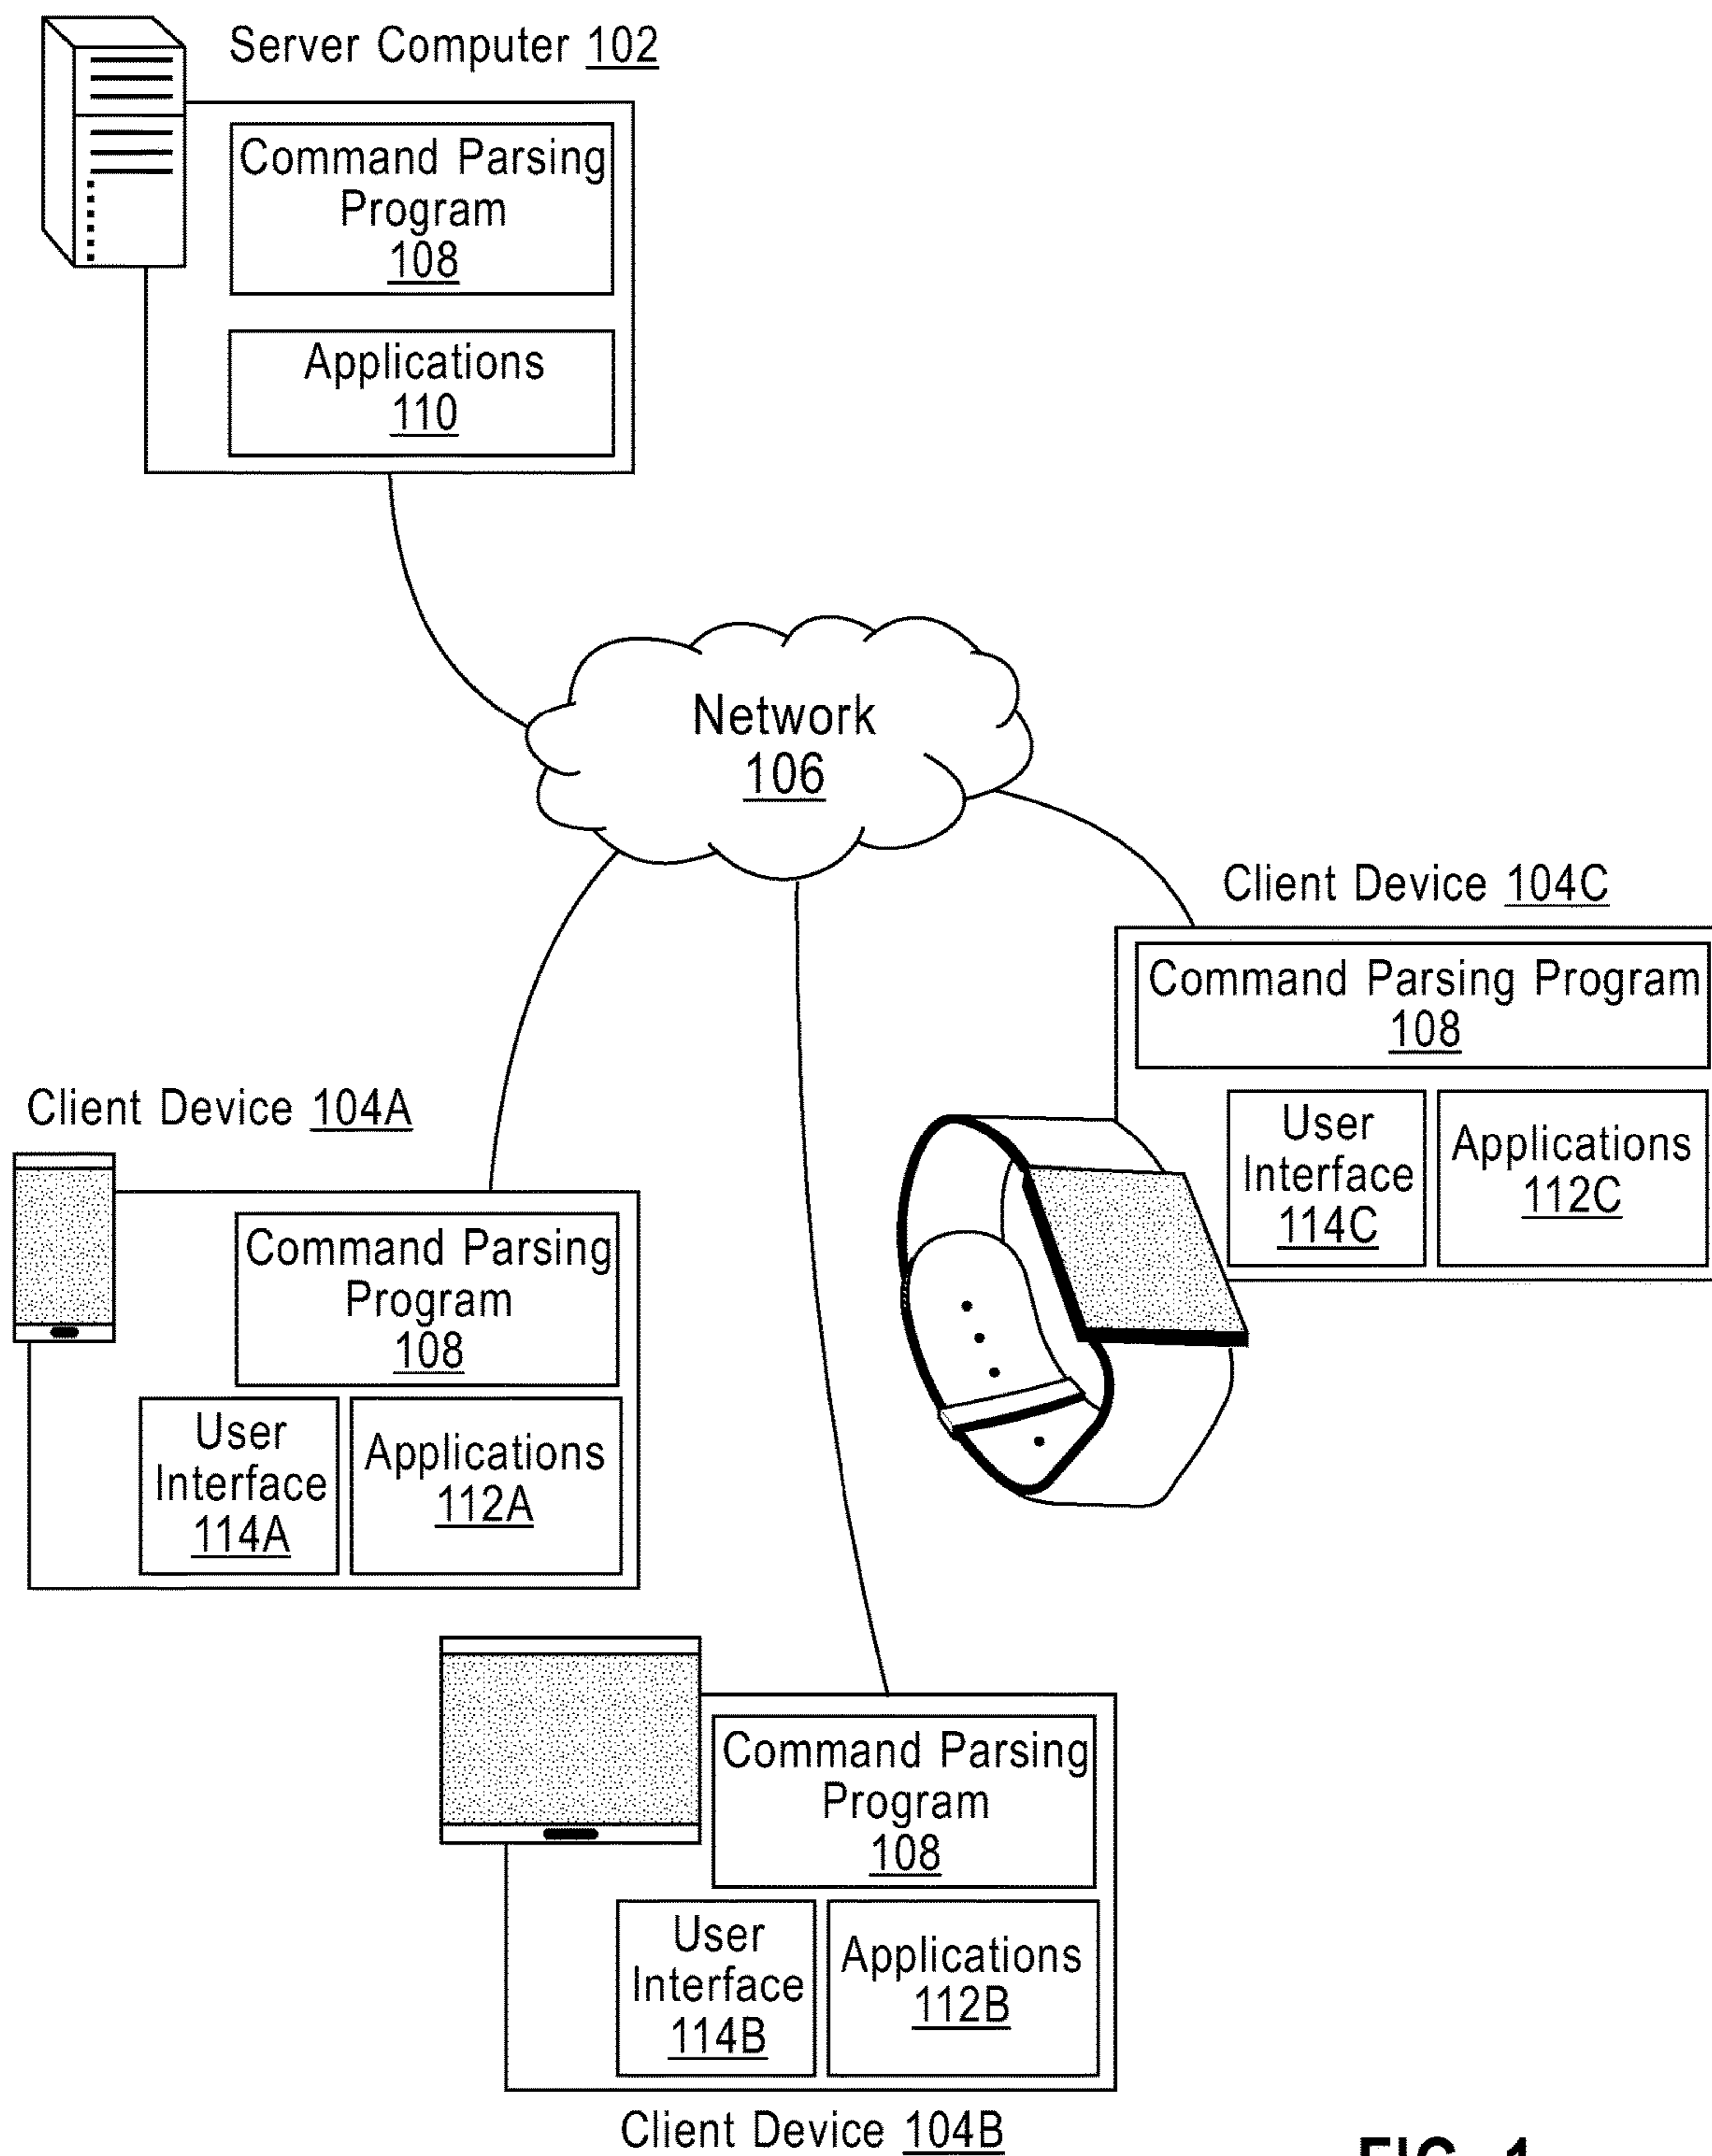 Server Computer 102
Command Parsing
Program
108
Applications
110
Network
106
Client Device 104C
Command Parsing Program
108
User
Interface
114C
Applications
112C
Client Device 104A
Command Parsing
Program
108
User
Interface
114A
Applications
112A
Command Parsing
Program
108
User
Interface
114B
Applications
112B
Client Device 104B
FIG. 1